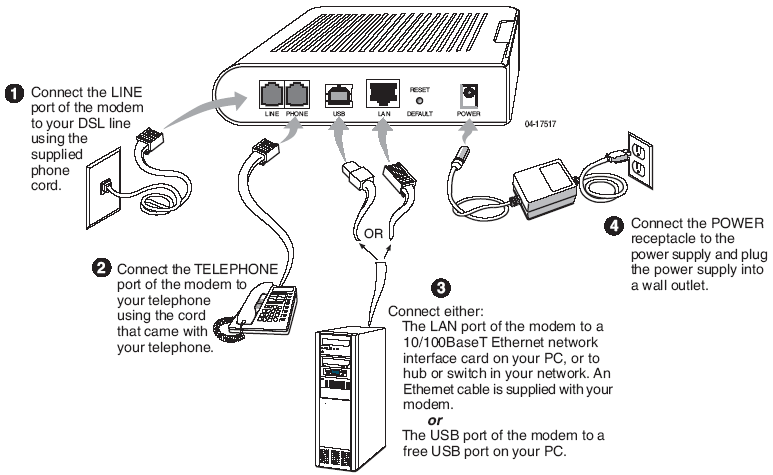 1 Connect the LINE
port of the modem
to your DSL line
using the
supplied
phone
cord.
LINE PHONE USB LAN RESET DEFAULT POWER
04-17517
OR
2 Connect the TELEPHONE
port of the modem to
your telephone
using the cord
that came with
your telephone.
3
Connect either:
The LAN port of the modem to a
10/100BaseT Ethernet network
interface card on your PC, or to
hub or switch in your network. An
Ethernet cable is supplied with your
modem.
or
The USB port of the modem to a
free USB port on your PC.
4 Connect the POWER
receptacle to the
power supply and plug
the power supply into
a wall outlet.